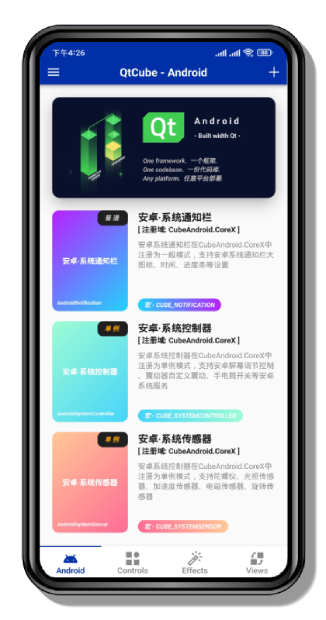 下午4:26
QtCube - Android
Qt
Android
- Built width Qt -
One framework. 一个框架.
One codebase. 一份代码库.
Any platform. 任意平台部署.
普通
安卓·系统通知栏
AndroidNotification
安卓·系统通知栏
[ 注册域: CubeAndroid.CoreX ]
安卓系统通知栏在CubeAndroid.CoreX中
注册为一般模式，支持安卓系统通知栏大
图标、时间、进度条等设置
宏 - CUBE_NOTIFICATION
单例
安卓·系统控制器
AndroidSystemController
安卓·系统控制器
[ 注册域: CubeAndroid.CoreX ]
安卓系统控制器在CubeAndroid.CoreX中
注册为单例模式，支持安卓屏幕调节控制
、震动器自定义震动、手电筒开关等安卓
系统服务
宏 - CUBE_SYSTEMCONTROLLER
单例
安卓·系统传感器
AndroidSystemSensor
安卓·系统传感器
[ 注册域: CubeAndroid.CoreX ]
安卓系统控制器在CubeAndroid.CoreX中
注册为单例模式，支持陀螺仪、光照传感
器、加速度传感器、电磁传感器、旋转传
感器
宏 - CUBE_SYSTEMSENSOR
Android
Controls
Effects
Views